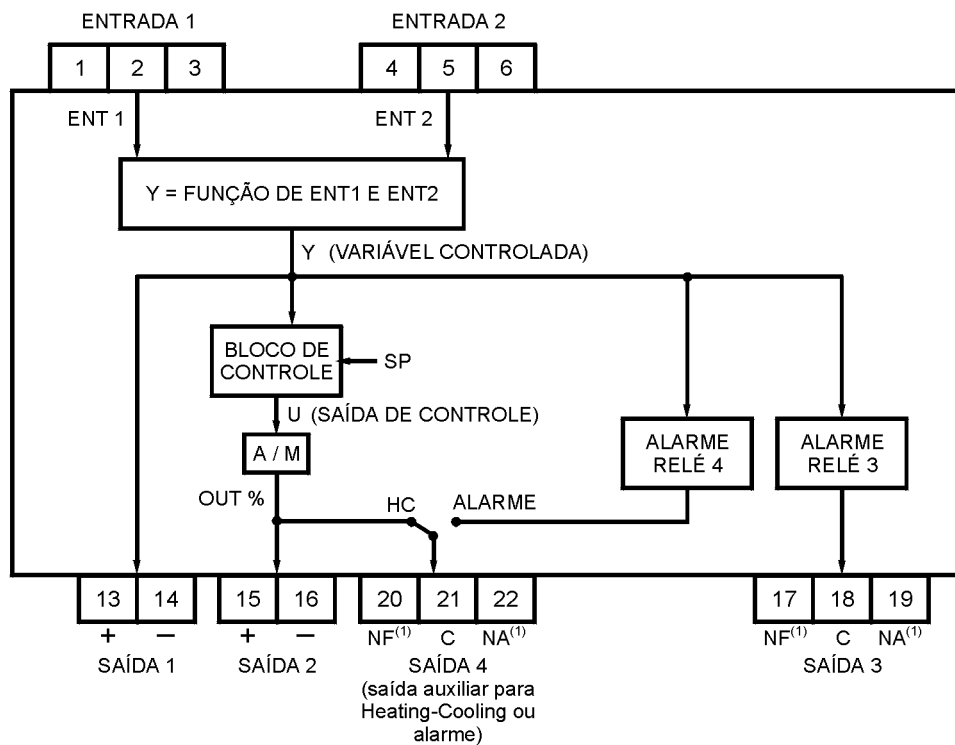 ENTRADA 1
ENTRADA 2
1 2 3
4 5 6
ENT 1
ENT 2
Y = FUNÇÃO DE ENT1 E ENT2
Y (VARIÁVEL CONTROLADA)
BLOCO DE
CONTROLE
SP
U (SAÍDA DE CONTROLE)
A / M
ALARME
RELÉ 4
ALARME
RELÉ 3
OUT %
HC
ALARME
13 14
15 16
20 21 22
17 18 19
+ −
+ −
NF(1) C NA(1)
NF(1) C NA(1)
SAÍDA 1
SAÍDA 2
SAÍDA 4
(saída auxiliar para
Heating-Cooling ou
alarme)
SAÍDA 3